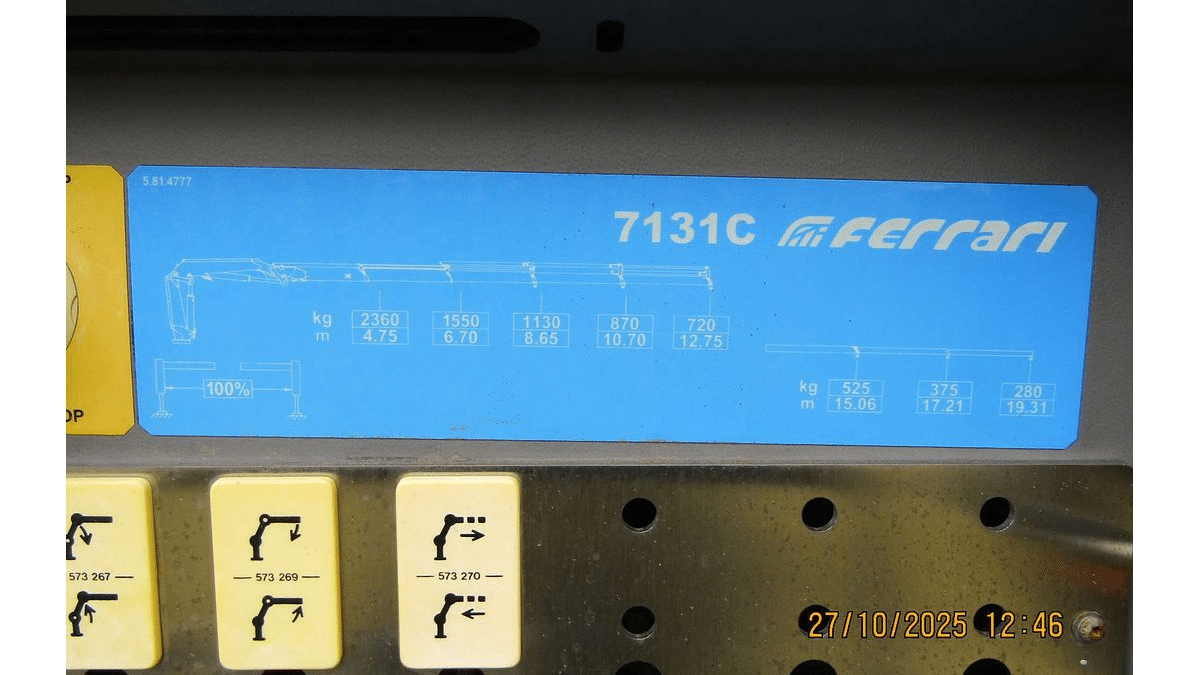 5.81.4777
7131C FERRARI
kg 2360 1550 1130 870 720
m 4.75 6.70 8.65 10.70 12.75
100%
kg 525 375 280
m 15.06 17.21 19.31
OP
573 267
573 269
573 270
27/10/2025 12:46